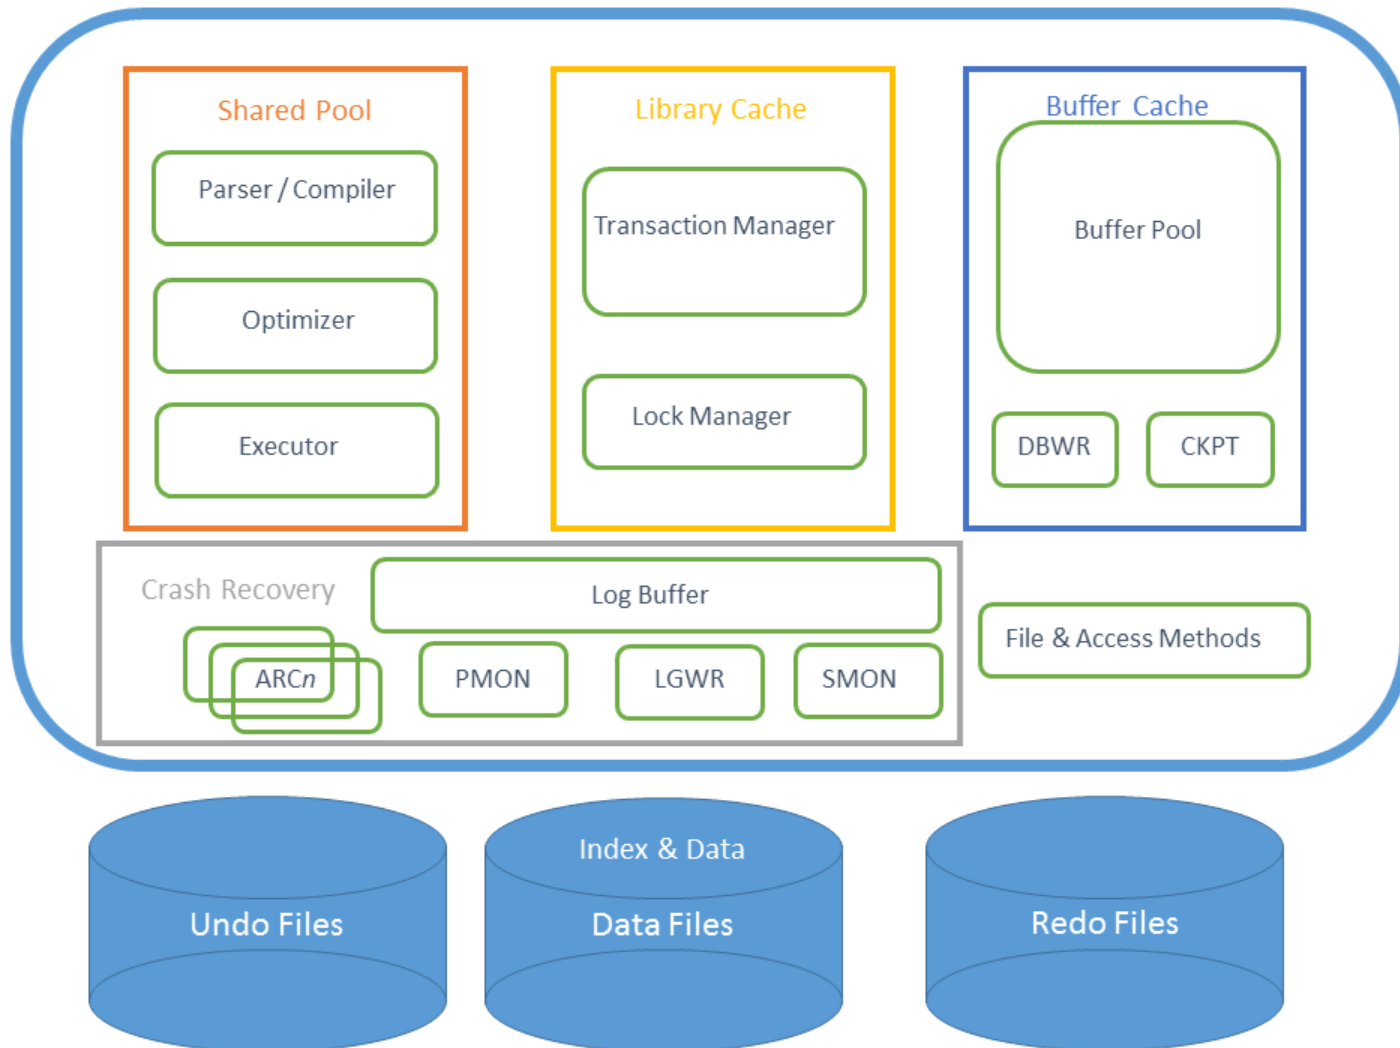 Shared Pool
Parser / Compiler
Optimizer
Executor
Library Cache
Transaction Manager
Lock Manager
Buffer Cache
Buffer Pool
DBWR
CKPT
Crash Recovery
Log Buffer
ARCn
PMON
LGWR
SMON
File & Access Methods
Undo Files
Index & Data
Data Files
Redo Files